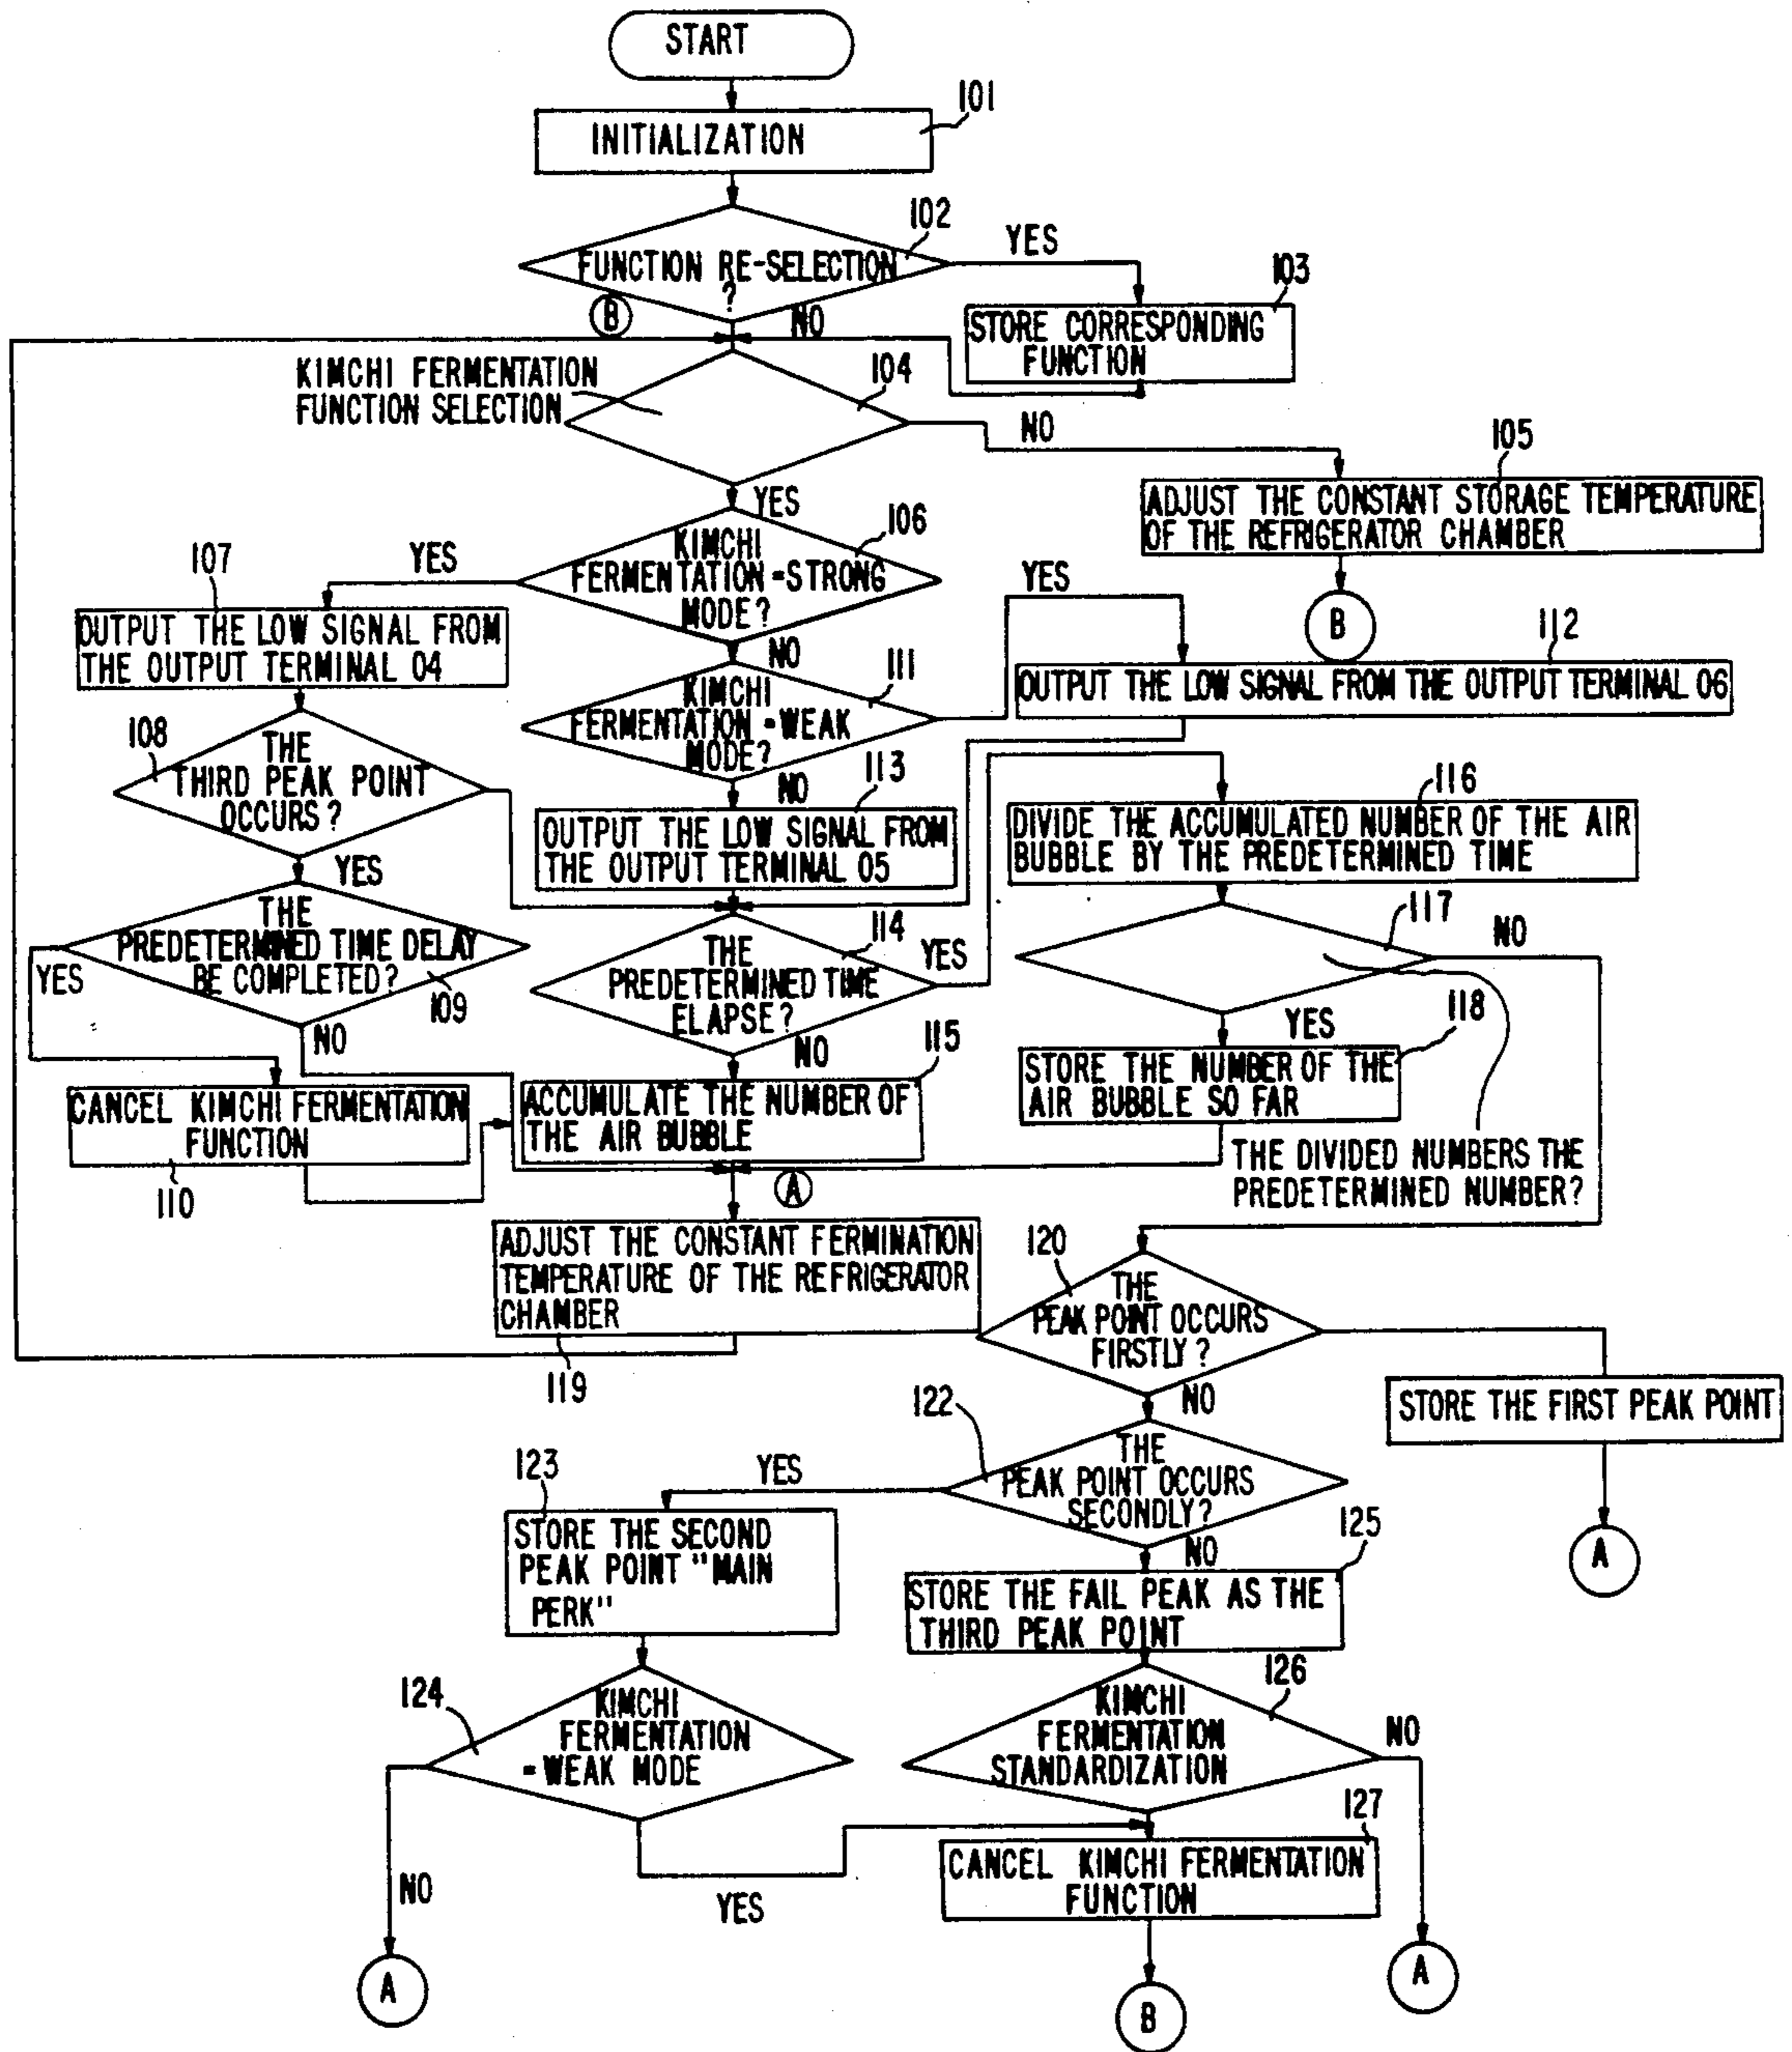 START
101
INITIALIZATION
102
FUNCTION RE-SELECTION
?
YES
103
B
NO
STORE CORRESPONDING
FUNCTION
KIMCHI FERMENTATION
FUNCTION SELECTION
104
NO
105
YES
ADJUST THE CONSTANT STORAGE TEMPERATURE
OF THE REFRIGERATOR CHAMBER
106
KIMCHI
FERMENTATION = STRONG
MODE?
YES
107
OUTPUT THE LOW SIGNAL FROM
THE OUTPUT TERMINAL 04
YES
B
112
NO
111
KIMCHI
FERMENTATION = WEAK
MODE?
OUTPUT THE LOW SIGNAL FROM THE OUTPUT TERMINAL 06
108
THE
THIRD PEAK POINT
OCCURS?
NO
113
OUTPUT THE LOW SIGNAL FROM
THE OUTPUT TERMINAL 05
116
DIVIDE THE ACCUMULATED NUMBER OF THE AIR
BUBBLE BY THE PREDETERMINED TIME
YES
THE
PREDETERMINED TIME DELAY
BE COMPLETED?
YES
109
NO
114
THE
PREDETERMINED TIME
ELAPSE?
YES
117
NO
YES
118
STORE THE NUMBER OF THE
AIR BUBBLE SO FAR
NO
115
CANCEL KIMCHI FERMENTATION
FUNCTION
110
ACCUMULATE THE NUMBER OF
THE AIR BUBBLE
THE DIVIDED NUMBERS THE
PREDETERMINED NUMBER?
A
ADJUST THE CONSTANT FERMINATION
TEMPERATURE OF THE REFRIGERATOR
CHAMBER
119
120
THE
PEAK POINT OCCURS
FIRSTLY?
NO
STORE THE FIRST PEAK POINT
A
122
THE
PEAK POINT OCCURS
SECONDLY?
YES
123
STORE THE SECOND
PEAK POINT "MAIN
PERK"
NO
125
STORE THE FAIL PEAK AS THE
THIRD PEAK POINT
124
KIMCHI
FERMENTATION
= WEAK MODE
126
KIMCHI
FERMENTATION
STANDARDIZATION
NO
127
CANCEL KIMCHI FERMENTATION
FUNCTION
NO
YES
A
B
A